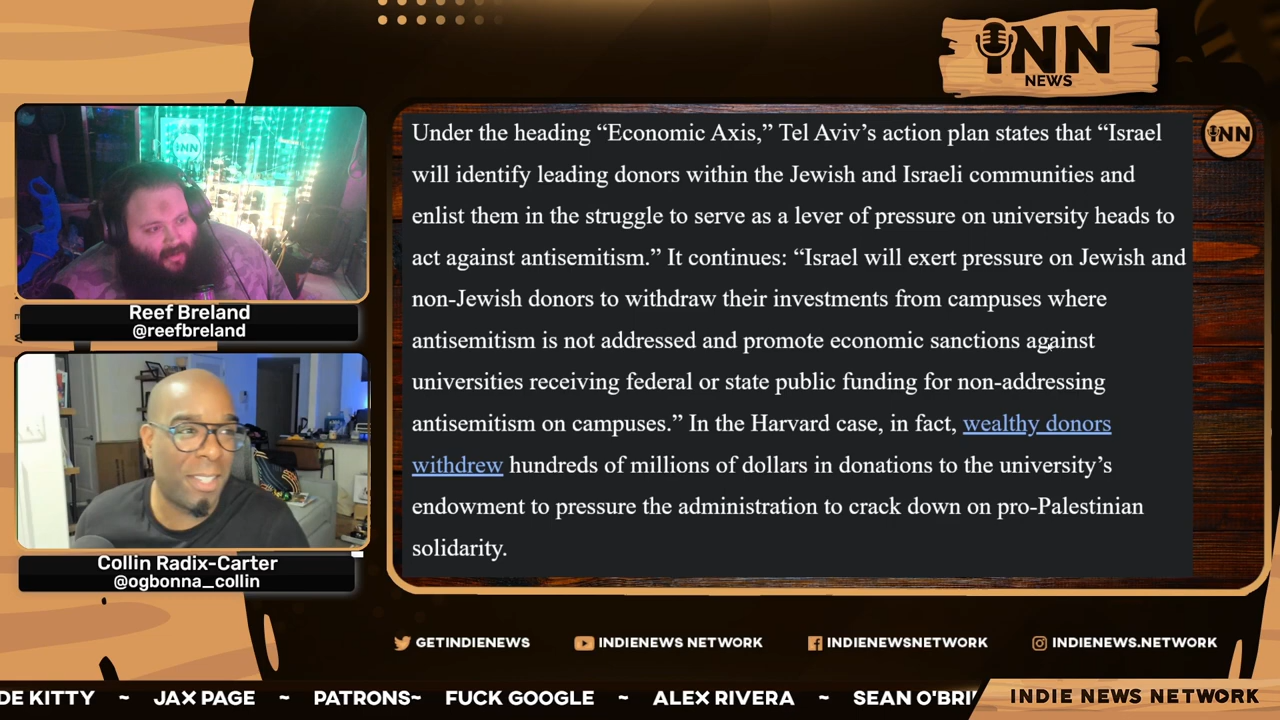 INN
NEWS
INN
Under the heading “Economic Axis,” Tel Aviv’s action plan states that “Israel
will identify leading donors within the Jewish and Israeli communities and
enlist them in the struggle to serve as a lever of pressure on university heads to
act against antisemitism.” It continues: “Israel will exert pressure on Jewish and
non-Jewish donors to withdraw their investments from campuses where
antisemitism is not addressed and promote economic sanctions against
universities receiving federal or state public funding for non-addressing
antisemitism on campuses.” In the Harvard case, in fact, wealthy donors
withdrew hundreds of millions of dollars in donations to the university’s
endowment to pressure the administration to crack down on pro-Palestinian
solidarity.
INN
Reef Breland
@reefbreland
Collin Radix-Carter
@ogbonna_collin
GETINDIENEWS
INDIENEWS NETWORK
INDIENEWSNETWORK
INDIENEWS.NETWORK
DE KITTY ~ JAX PAGE ~ PATRONS~ FUCK GOOGLE ~ ALEX RIVERA ~ SEAN O'BRI
INDIE NEWS NETWORK